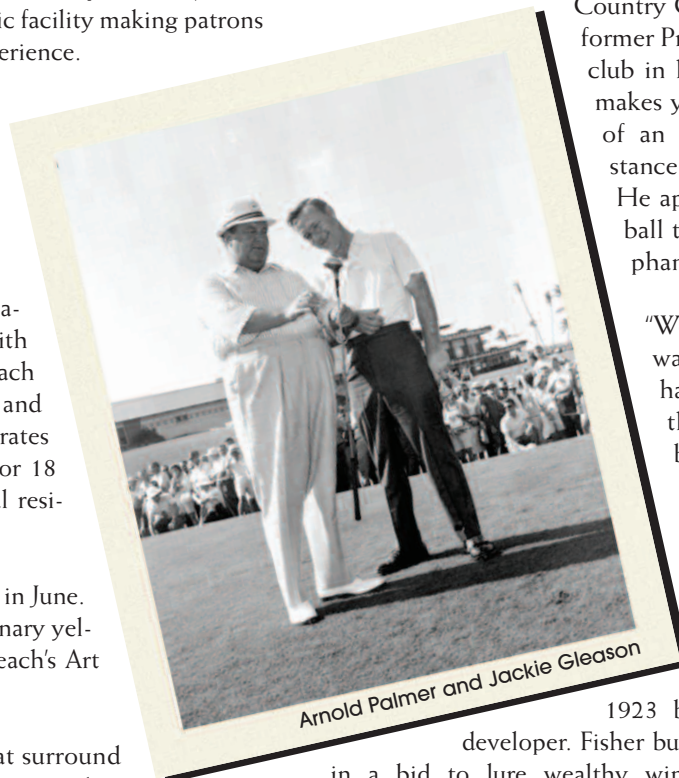 ic facility making patrons
erience.
a-
ith
ach
and
rates
or 18
l resi-
in June.
nary yel-
each's Art
at surround
Arnold Palmer and Jackie Gleason
Country
former Pr
club in
makes y
of an
stance
He ap
ball t
phan
"W
wa
ha
th
b
1923 b
developer. Fisher bu
in a bid to lure wealthy win